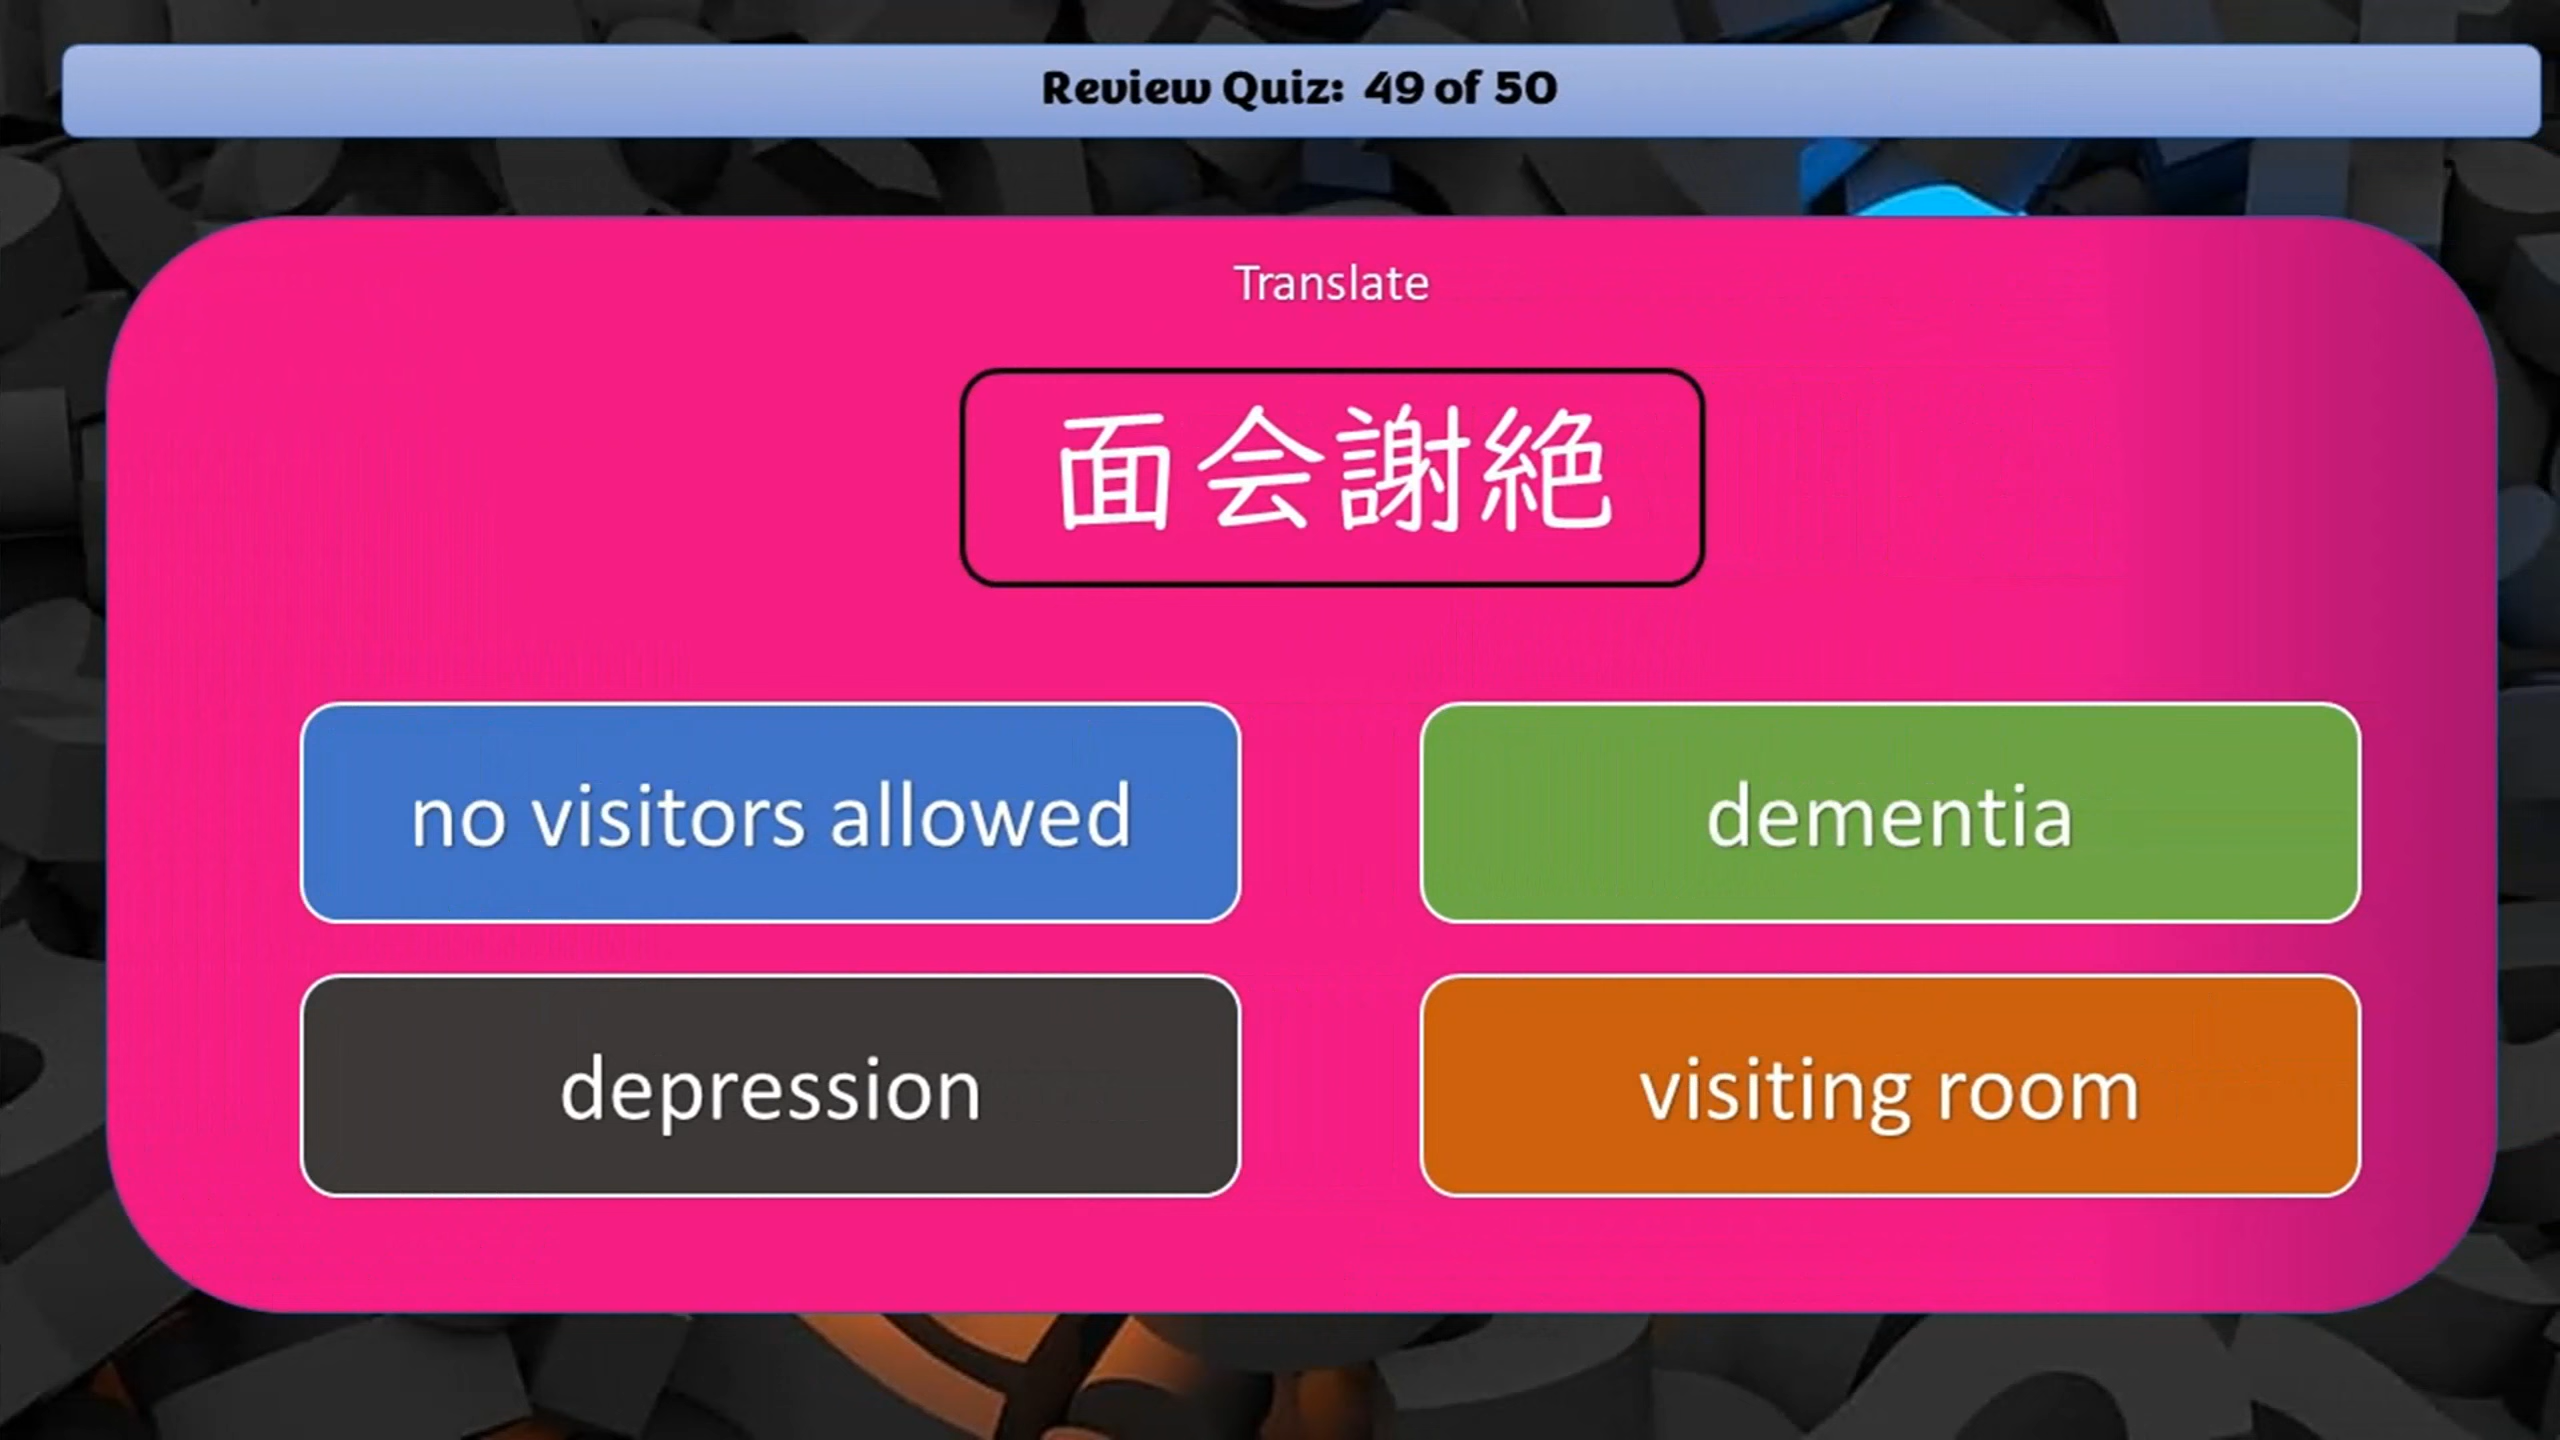 Review Quiz: 49 of 50
Translate
面会謝絶
no visitors allowed
dementia
depression
visiting room